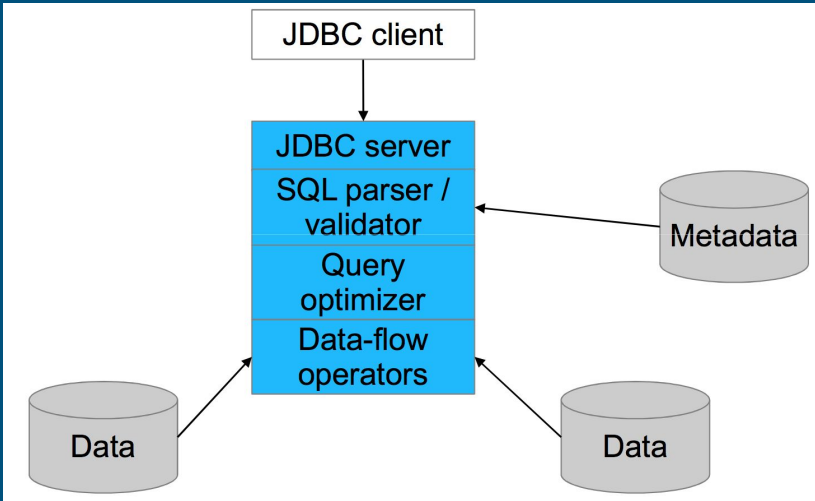 JDBC client
JDBC server
SQL parser /
validator
Metadata
Query
optimizer
Data-flow
operators
Data
Data